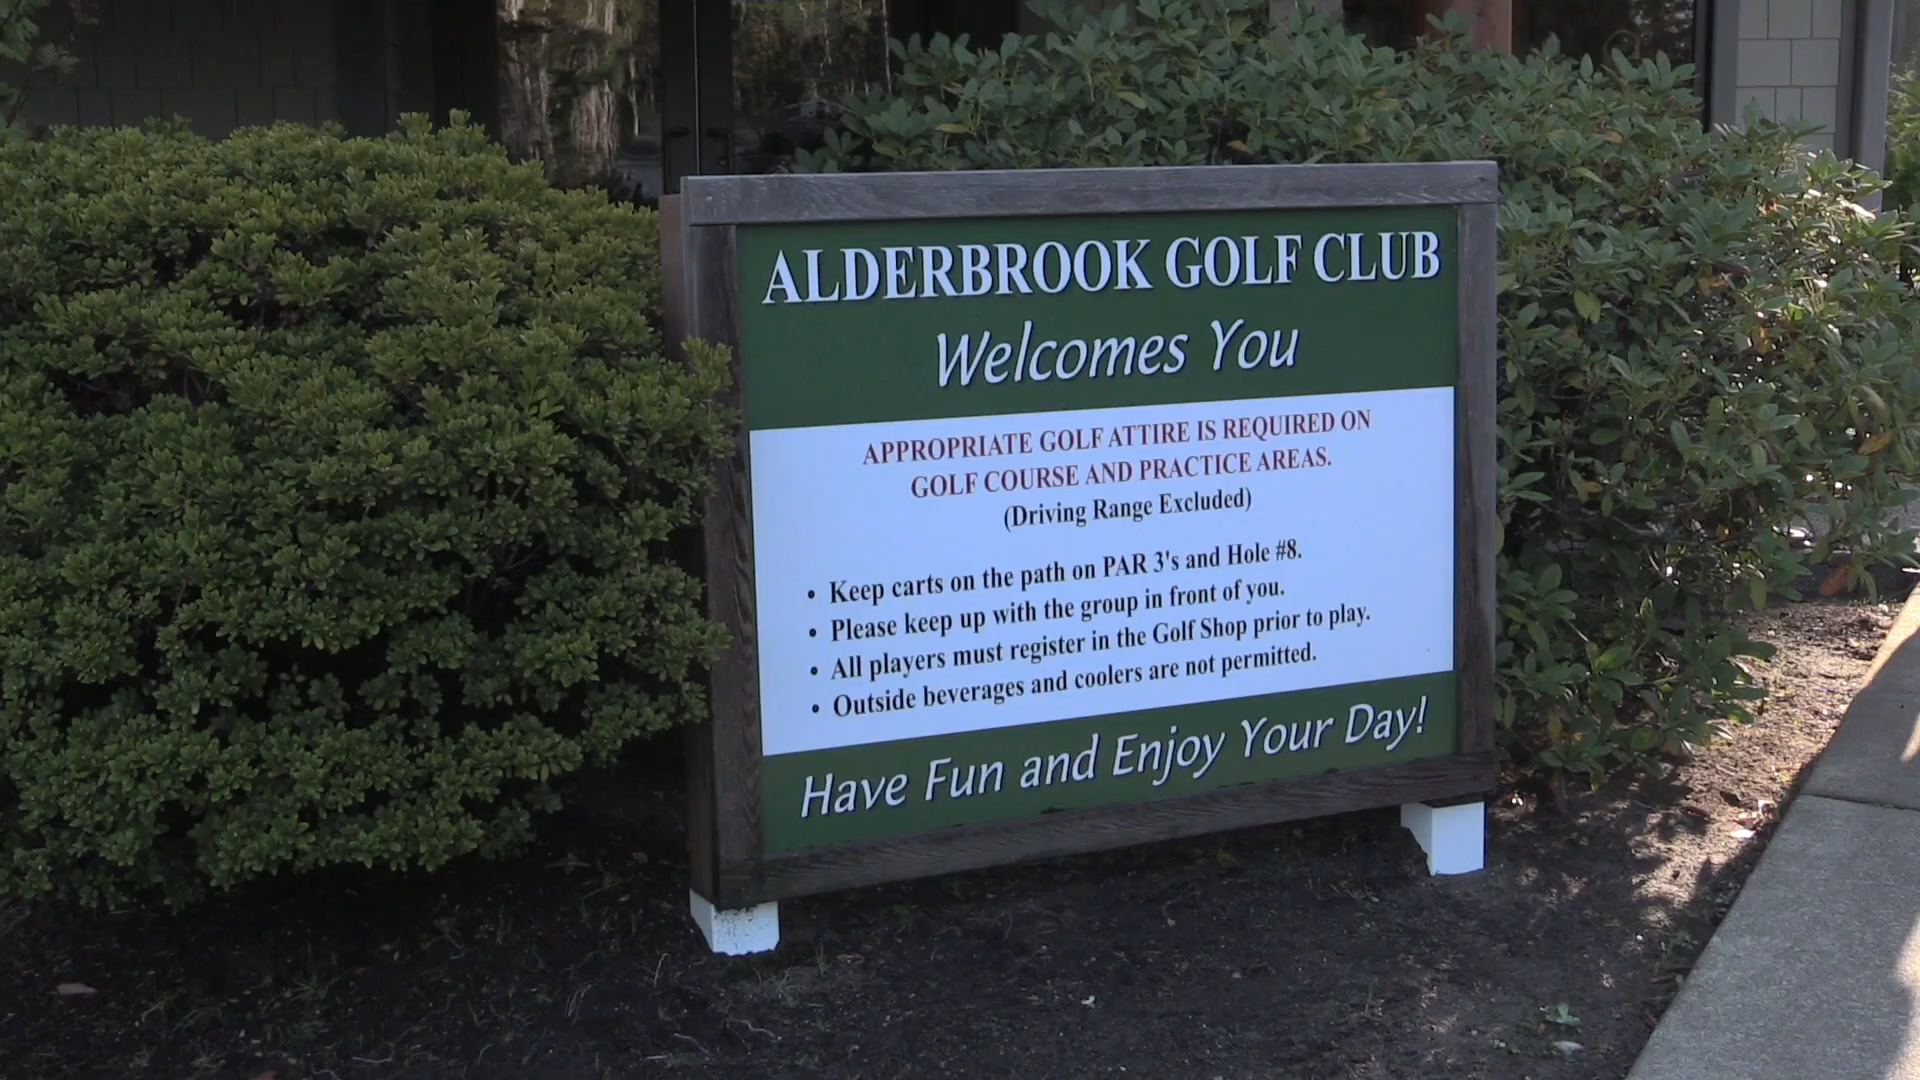 ALDERBROOK GOLF CLUB
Welcomes You
APPROPRIATE GOLF ATTIRE IS REQUIRED ON
GOLF COURSE AND PRACTICE AREAS.
(Driving Range Excluded)
• Keep carts on the path on PAR 3's and Hole #8.
• Please keep up with the group in front of you.
• All players must register in the Golf Shop prior to play.
• Outside beverages and coolers are not permitted.
Have Fun and Enjoy Your Day!